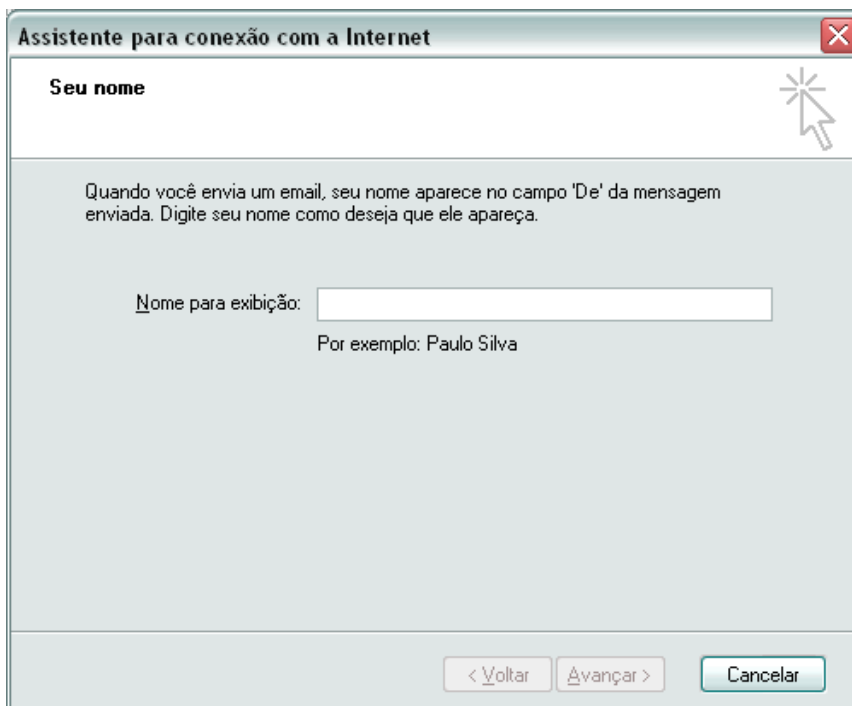 Assistente para conexão com a Internet
Seu nome
Quando você envia um email, seu nome aparece no campo 'De' da mensagem
enviada. Digite seu nome como deseja que ele apareça.
Nome para exibição:
Por exemplo: Paulo Silva
< Voltar Avançar > Cancelar